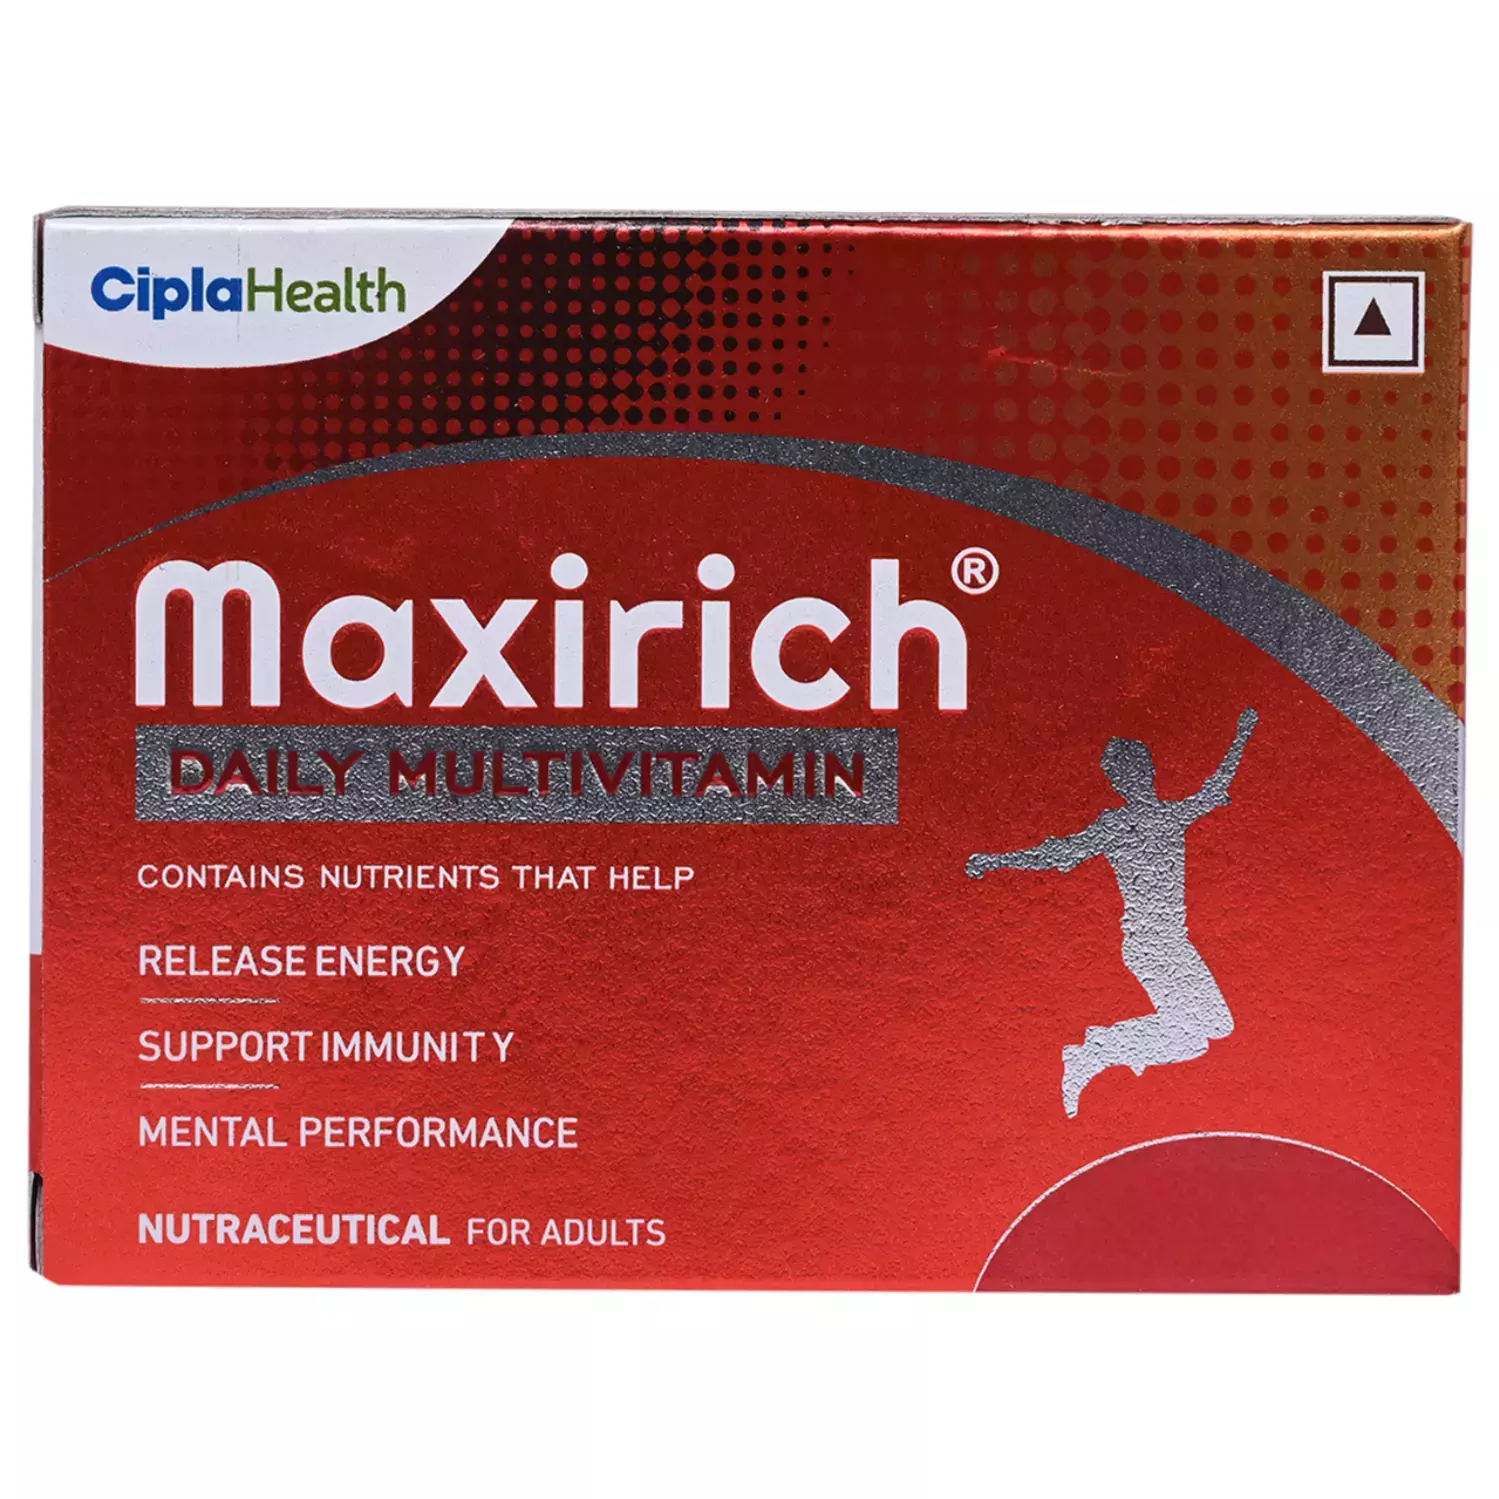 CiplaHealth
Maxirich®
DAILY MULTIVITAMIN
CONTAINS NUTRIENTS THAT HELP
RELEASE ENERGY
SUPPORT IMMUNITY
MENTAL PERFORMANCE
NUTRACEUTICAL FOR ADULTS